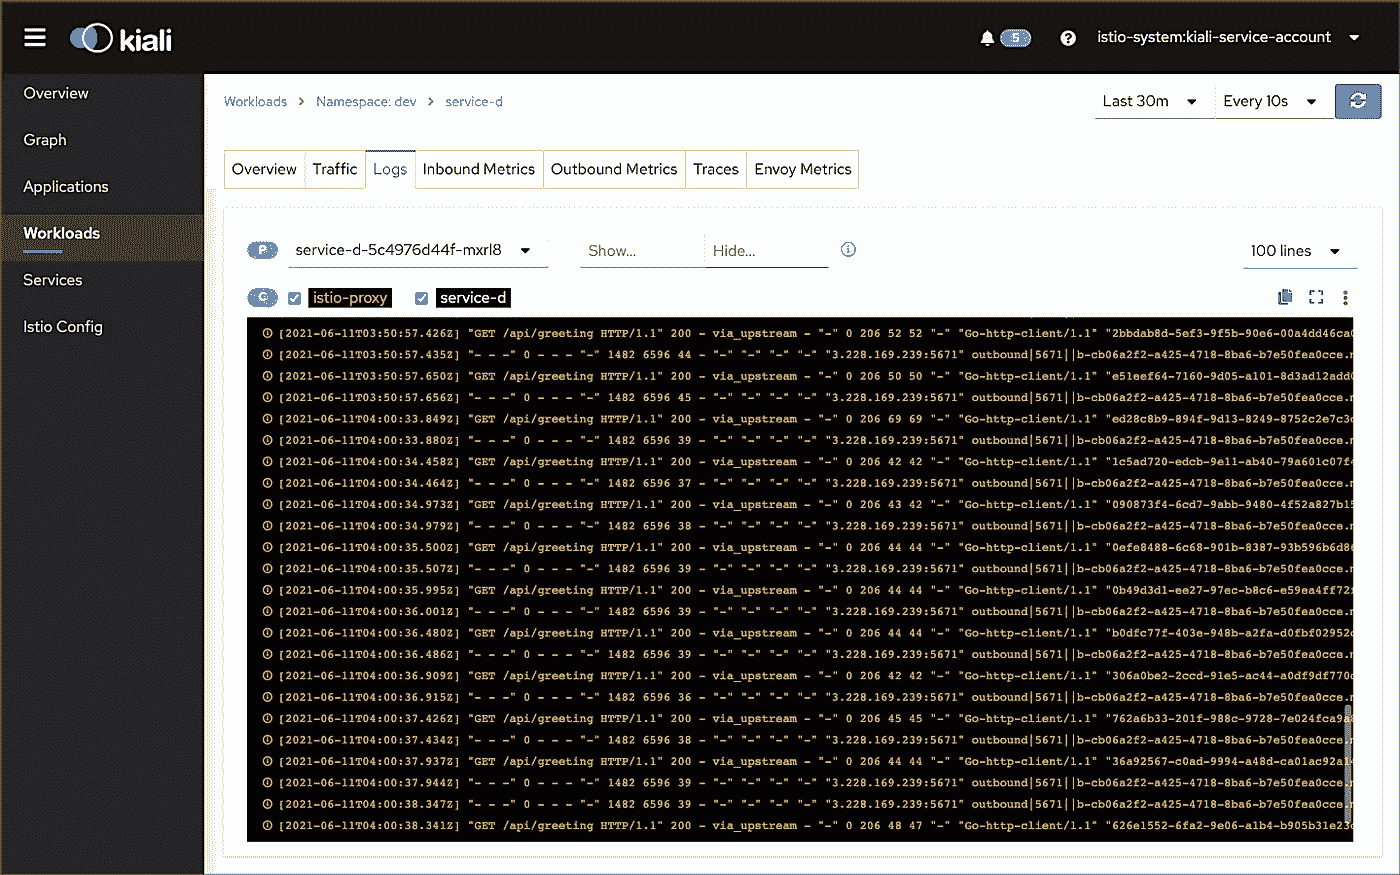 kiali
5
istio-system:kiali-service-account
Overview
Graph
Applications
Workloads
Services
Istio Config
Workloads > Namespace: dev > service-d
Last 30m
Every 10s
Overview Traffic Logs Inbound Metrics Outbound Metrics Traces Envoy Metrics
P service-d-5c4976d44f-mxrl8 Show... Hide... 100 lines
C istio-proxy service-d
[2021-06-11T03:50:57.426Z] "GET /api/greeting HTTP/1.1" 200 - via_upstream - "-" 0 206 52 52 "-" "Go-http-client/1.1" "2bbdab8d-5ef3-9f5b-90e6-00a4dd46ca
[2021-06-11T03:50:57.435Z] "- - -" 0 - - - "-" 1482 6596 44 - "-" "-" "-" "-" "3.228.169.239:5671" outbound|5671||b-cb06a2f2-a425-4718-8ba6-b7e50fea0cce.
[2021-06-11T03:50:57.650Z] "GET /api/greeting HTTP/1.1" 200 - via_upstream - "-" 0 206 50 50 "-" "Go-http-client/1.1" "e51eef64-7160-9d05-a101-8d3ad12add
[2021-06-11T03:50:57.656Z] "- - -" 0 - - - "-" 1482 6596 45 - "-" "-" "-" "-" "3.228.169.239:5671" outbound|5671||b-cb06a2f2-a425-4718-8ba6-b7e50fea0cce.
[2021-06-11T04:00:33.849Z] "GET /api/greeting HTTP/1.1" 200 - via_upstream - "-" 0 206 69 69 "-" "Go-http-client/1.1" "ed28c8b9-894f-9d13-8249-8752c2e7c3
[2021-06-11T04:00:33.880Z] "- - -" 0 - - - "-" 1482 6596 39 - "-" "-" "-" "-" "3.228.169.239:5671" outbound|5671||b-cb06a2f2-a425-4718-8ba6-b7e50fea0cce.
[2021-06-11T04:00:34.458Z] "GET /api/greeting HTTP/1.1" 200 - via_upstream - "-" 0 206 42 42 "-" "Go-http-client/1.1" "1c5ad720-edcb-9e11-ab40-79a601c07f
[2021-06-11T04:00:34.464Z] "- - -" 0 - - - "-" 1482 6596 37 - "-" "-" "-" "-" "3.228.169.239:5671" outbound|5671||b-cb06a2f2-a425-4718-8ba6-b7e50fea0cce.
[2021-06-11T04:00:34.973Z] "GET /api/greeting HTTP/1.1" 200 - via_upstream - "-" 0 206 43 42 "-" "Go-http-client/1.1" "090873f4-6cd7-9abb-9480-4f52a827b1
[2021-06-11T04:00:34.979Z] "- - -" 0 - - - "-" 1482 6596 38 - "-" "-" "-" "-" "3.228.169.239:5671" outbound|5671||b-cb06a2f2-a425-4718-8ba6-b7e50fea0cce.
[2021-06-11T04:00:35.500Z] "GET /api/greeting HTTP/1.1" 200 - via_upstream - "-" 0 206 44 44 "-" "Go-http-client/1.1" "0efe8488-6c68-901b-8387-93b596b6d8
[2021-06-11T04:00:35.507Z] "- - -" 0 - - - "-" 1482 6596 39 - "-" "-" "-" "-" "3.228.169.239:5671" outbound|5671||b-cb06a2f2-a425-4718-8ba6-b7e50fea0cce.
[2021-06-11T04:00:35.995Z] "GET /api/greeting HTTP/1.1" 200 - via_upstream - "-" 0 206 44 44 "-" "Go-http-client/1.1" "0b49d3d1-ee27-97ec-b8c6-e59ea4ff72
[2021-06-11T04:00:36.001Z] "- - -" 0 - - - "-" 1482 6596 39 - "-" "-" "-" "-" "3.228.169.239:5671" outbound|5671||b-cb06a2f2-a425-4718-8ba6-b7e50fea0cce.
[2021-06-11T04:00:36.480Z] "GET /api/greeting HTTP/1.1" 200 - via_upstream - "-" 0 206 44 44 "-" "Go-http-client/1.1" "b0dfc77f-403e-948b-a2fa-d0fbf02952
[2021-06-11T04:00:36.486Z] "- - -" 0 - - - "-" 1482 6596 39 - "-" "-" "-" "-" "3.228.169.239:5671" outbound|5671||b-cb06a2f2-a425-4718-8ba6-b7e50fea0cce.
[2021-06-11T04:00:36.909Z] "GET /api/greeting HTTP/1.1" 200 - via_upstream - "-" 0 206 42 42 "-" "Go-http-client/1.1" "306a0be2-2ccd-91e5-ac44-a0df9df770
[2021-06-11T04:00:36.915Z] "- - -" 0 - - - "-" 1482 6596 36 - "-" "-" "-" "-" "3.228.169.239:5671" outbound|5671||b-cb06a2f2-a425-4718-8ba6-b7e50fea0cce.
[2021-06-11T04:00:37.426Z] "GET /api/greeting HTTP/1.1" 200 - via_upstream - "-" 0 206 45 45 "-" "Go-http-client/1.1" "762a6b33-201f-988c-9728-7e024fca9a
[2021-06-11T04:00:37.434Z] "- - -" 0 - - - "-" 1482 6596 38 - "-" "-" "-" "-" "3.228.169.239:5671" outbound|5671||b-cb06a2f2-a425-4718-8ba6-b7e50fea0cce.
[2021-06-11T04:00:37.937Z] "GET /api/greeting HTTP/1.1" 200 - via_upstream - "-" 0 206 44 44 "-" "Go-http-client/1.1" "36a92567-c0ad-9994-a48d-ca01ac92a1
[2021-06-11T04:00:37.944Z] "- - -" 0 - - - "-" 1482 6596 39 - "-" "-" "-" "-" "3.228.169.239:5671" outbound|5671||b-cb06a2f2-a425-4718-8ba6-b7e50fea0cce.
[2021-06-11T04:00:38.347Z] "- - -" 0 - - - "-" 1482 6596 39 - "-" "-" "-" "-" "3.228.169.239:5671" outbound|5671||b-cb06a2f2-a425-4718-8ba6-b7e50fea0cce.
[2021-06-11T04:00:38.341Z] "GET /api/greeting HTTP/1.1" 200 - via_upstream - "-" 0 206 48 47 "-" "Go-http-client/1.1" "626e1552-6fa2-9e06-a1b4-b905b31e23